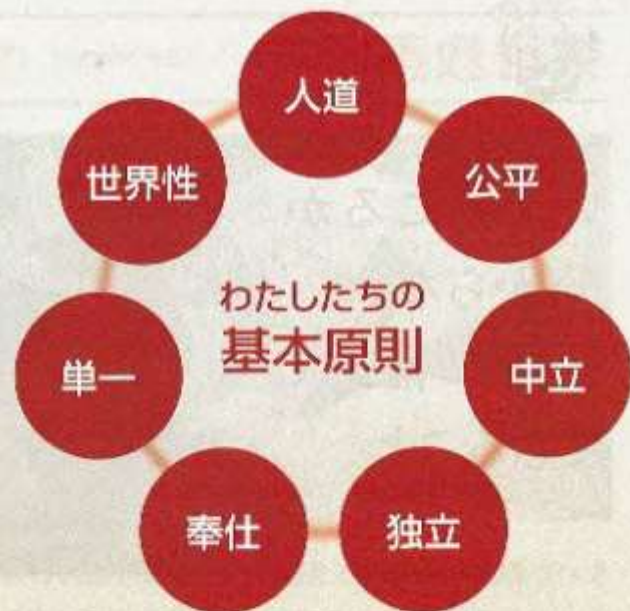 人道
公平
中立
独立
奉仕
単一
世界性
わたしたちの
基本原則